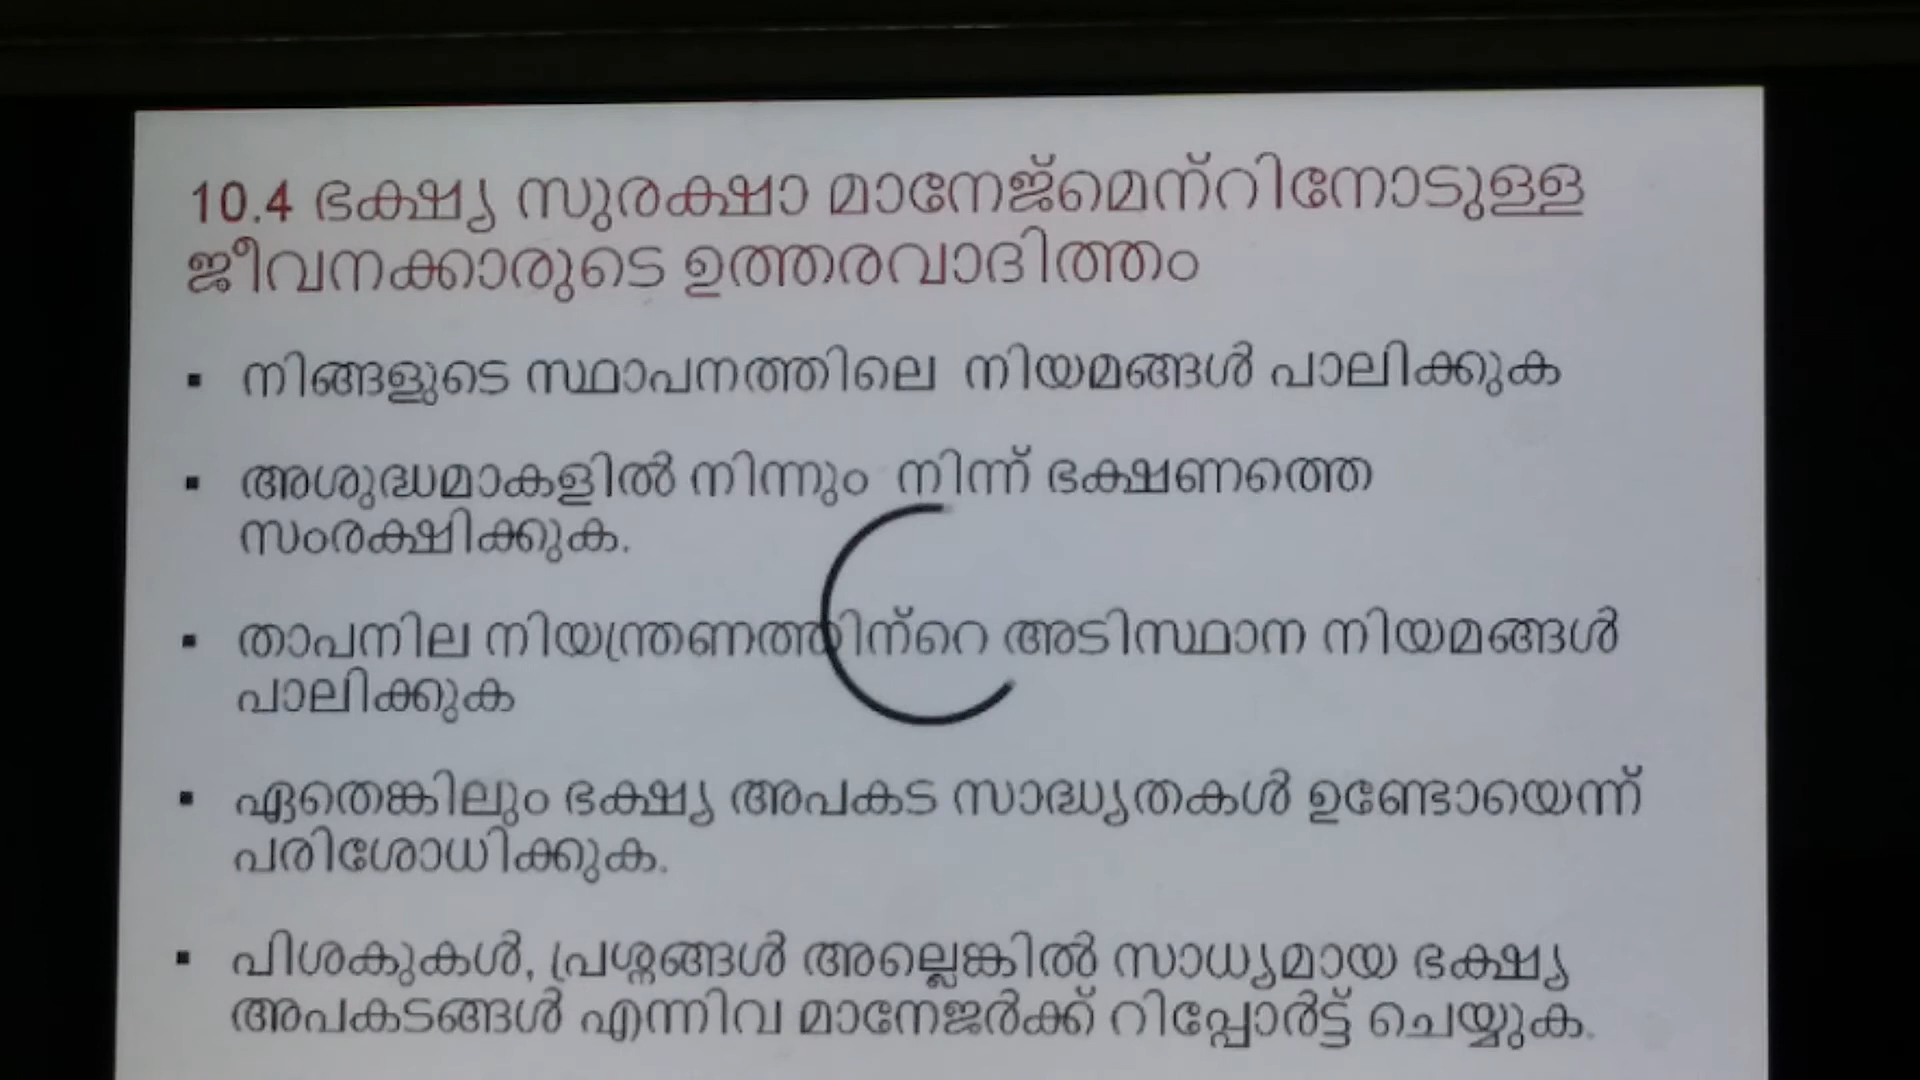 10.4 ഭക്ഷ്യ സുരക്ഷാ മാനേജ്മെന്റിനോടുള്ള
ജീവനക്കാരുടെ ഉത്തരവാദിത്തം
▪ നിങ്ങളുടെ സ്ഥാപനത്തിലെ നിയമങ്ങൾ പാലിക്കുക
▪ അശുദ്ധമാകളിൽ നിന്നും നിന്ന് ഭക്ഷണത്തെ
സംരക്ഷിക്കുക.
▪ താപനില നിയന്ത്രണത്തിന്റെ അടിസ്ഥാന നിയമങ്ങൾ
പാലിക്കുക
▪ ഏതെങ്കിലും ഭക്ഷ്യ അപകട സാദ്ധ്യതകൾ ഉണ്ടോയെന്ന്
പരിശോധിക്കുക.
▪ പിശകുകൾ, പ്രശ്നങ്ങൾ അല്ലെങ്കിൽ സാധ്യമായ ഭക്ഷ്യ
അപകടങ്ങൾ എന്നിവ മാനേജർക്ക് റിപ്പോർട്ട് ചെയ്യുക.